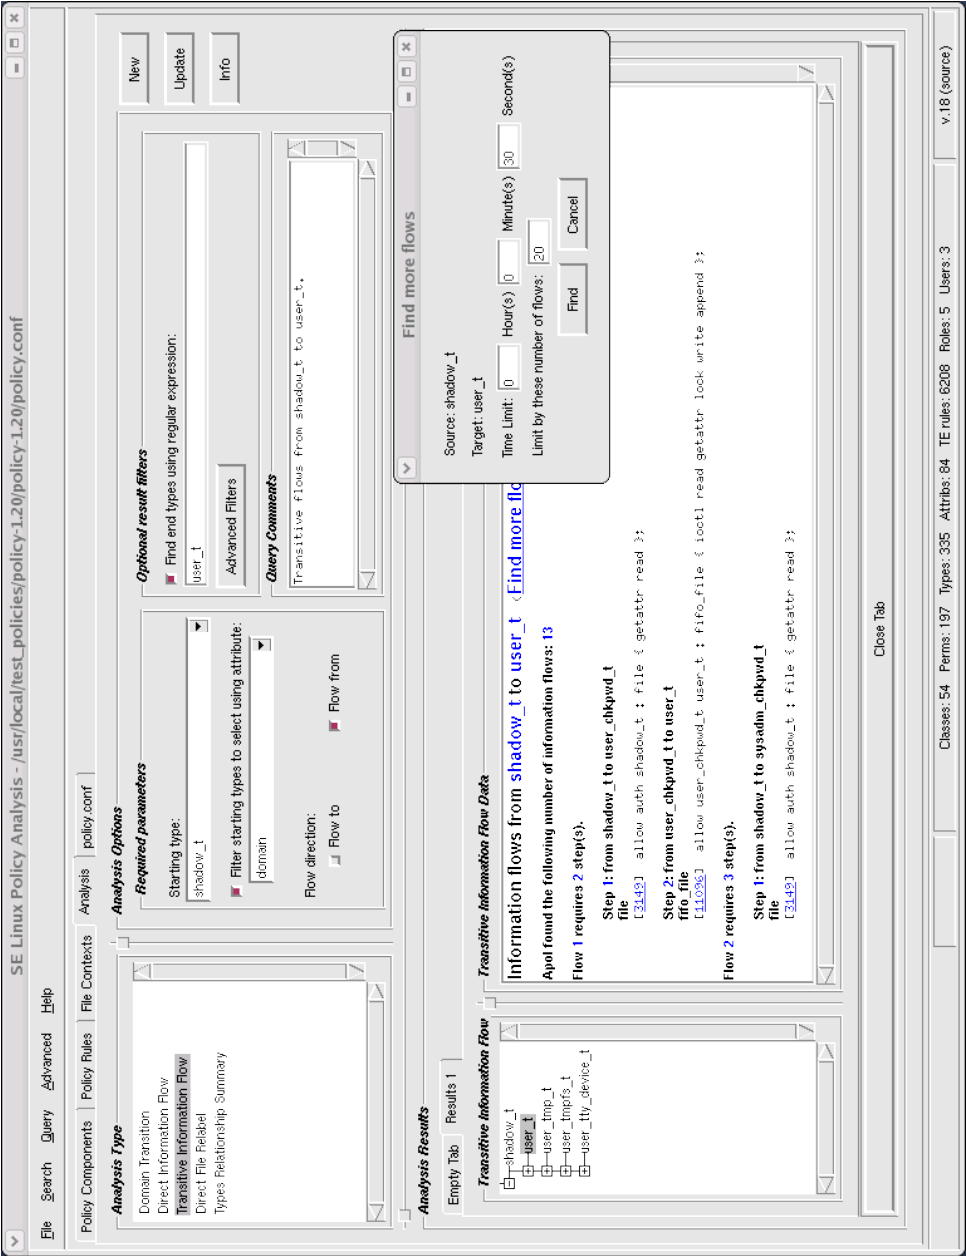 SE Linux Policy Analysis - /usr/local/test_policies/policy-1.20/policy-1.20/policy.conf
File Search Query Advanced Help
Policy Components Policy Rules File Contexts Analysis policy.conf
Analysis Type
Domain Transition
Direct Information Flow
Transitive Information Flow
Direct File Relabel
Types Relationship Summary
Analysis Options
Required parameters
Starting type:
shadow_t
Filter starting types to select using attribute:
domain
Flow direction:
Flow to Flow from
Optional result filters
Find end types using regular expression:
user_t
Advanced Filters
Query Comments
Transitive flows from shadow_t to user_t.
New
Update
Info
Analysis Results
Empty Tab Results 1
Transitive Information Flow
shadow_t
user_t
user_tmp_t
user_tmpfs_t
user_tty_device_t
Transitive Information Flow Data
Information flows from shadow_t to user_t (Find more flo
Apol found the following number of information flows: 13
Flow 1 requires 2 step(s).
Step 1: from shadow_t to user_chkpwd_t
file
[3149] allow auth shadow_t : file { getattr read };
Step 2: from user_chkpwd_t to user_t
fifo_file
[11096] allow user_chkpwd_t user_t : fifo_file { ioctl read getattr lock write append };
Flow 2 requires 3 step(s).
Step 1: from shadow_t to sysadm_chkpwd_t
file
[3149] allow auth shadow_t : file { getattr read };
Find more flows
Source: shadow_t
Target: user_t
Time Limit: 0 Hour(s) 0 Minute(s) 30 Second(s)
Limit by these number of flows: 20
Find Cancel
Close Tab
Classes: 54 Perms: 197 Types: 335 Attribs: 84 TE rules: 6208 Roles: 5 Users: 3
v.18 (source)